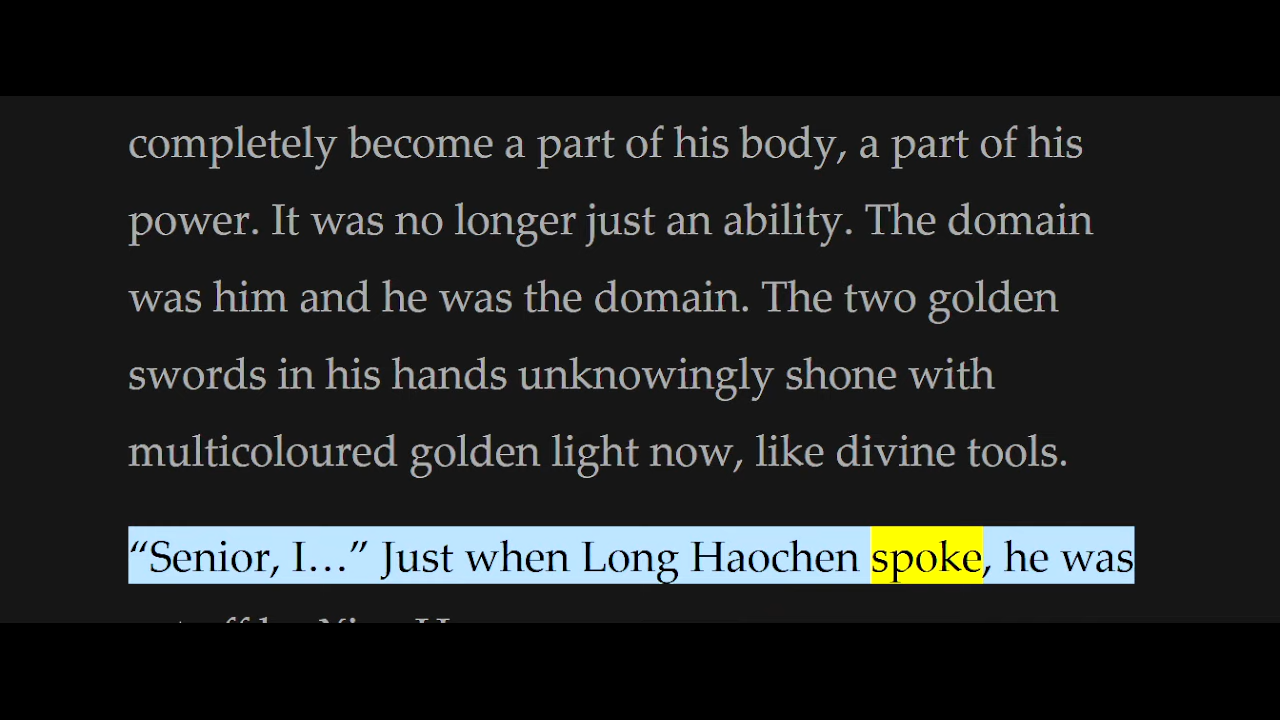 completely become a part of his body, a part of his
power. It was no longer just an ability. The domain
was him and he was the domain. The two golden
swords in his hands unknowingly shone with
multicoloured golden light now, like divine tools.
“Senior, I…” Just when Long Haochen spoke, he was